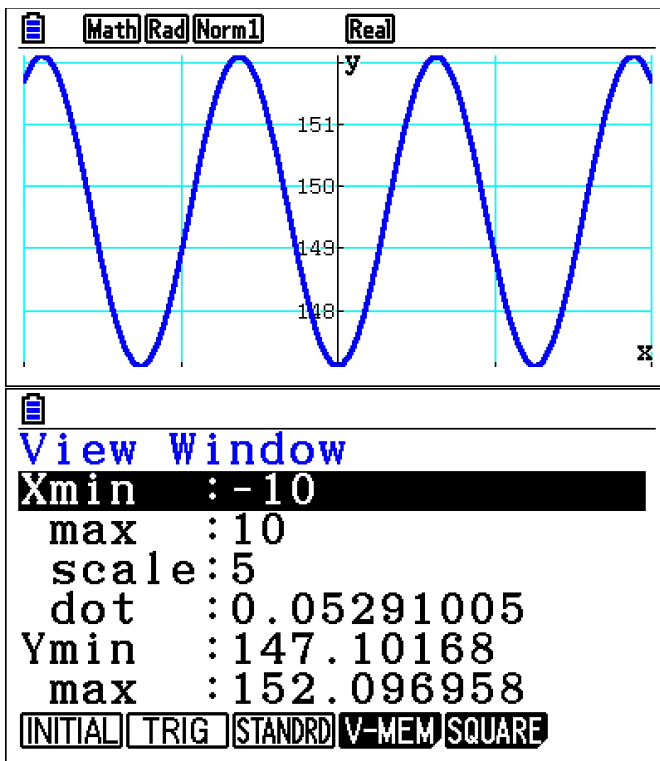 Math Rad Norm1 Real
y
151
150
149
148
x
View Window
Xmin :-10
max :10
scale:5
dot :0.05291005
Ymin :147.10168
max :152.096958
INITIAL TRIG STANDRD V-MEM SQUARE